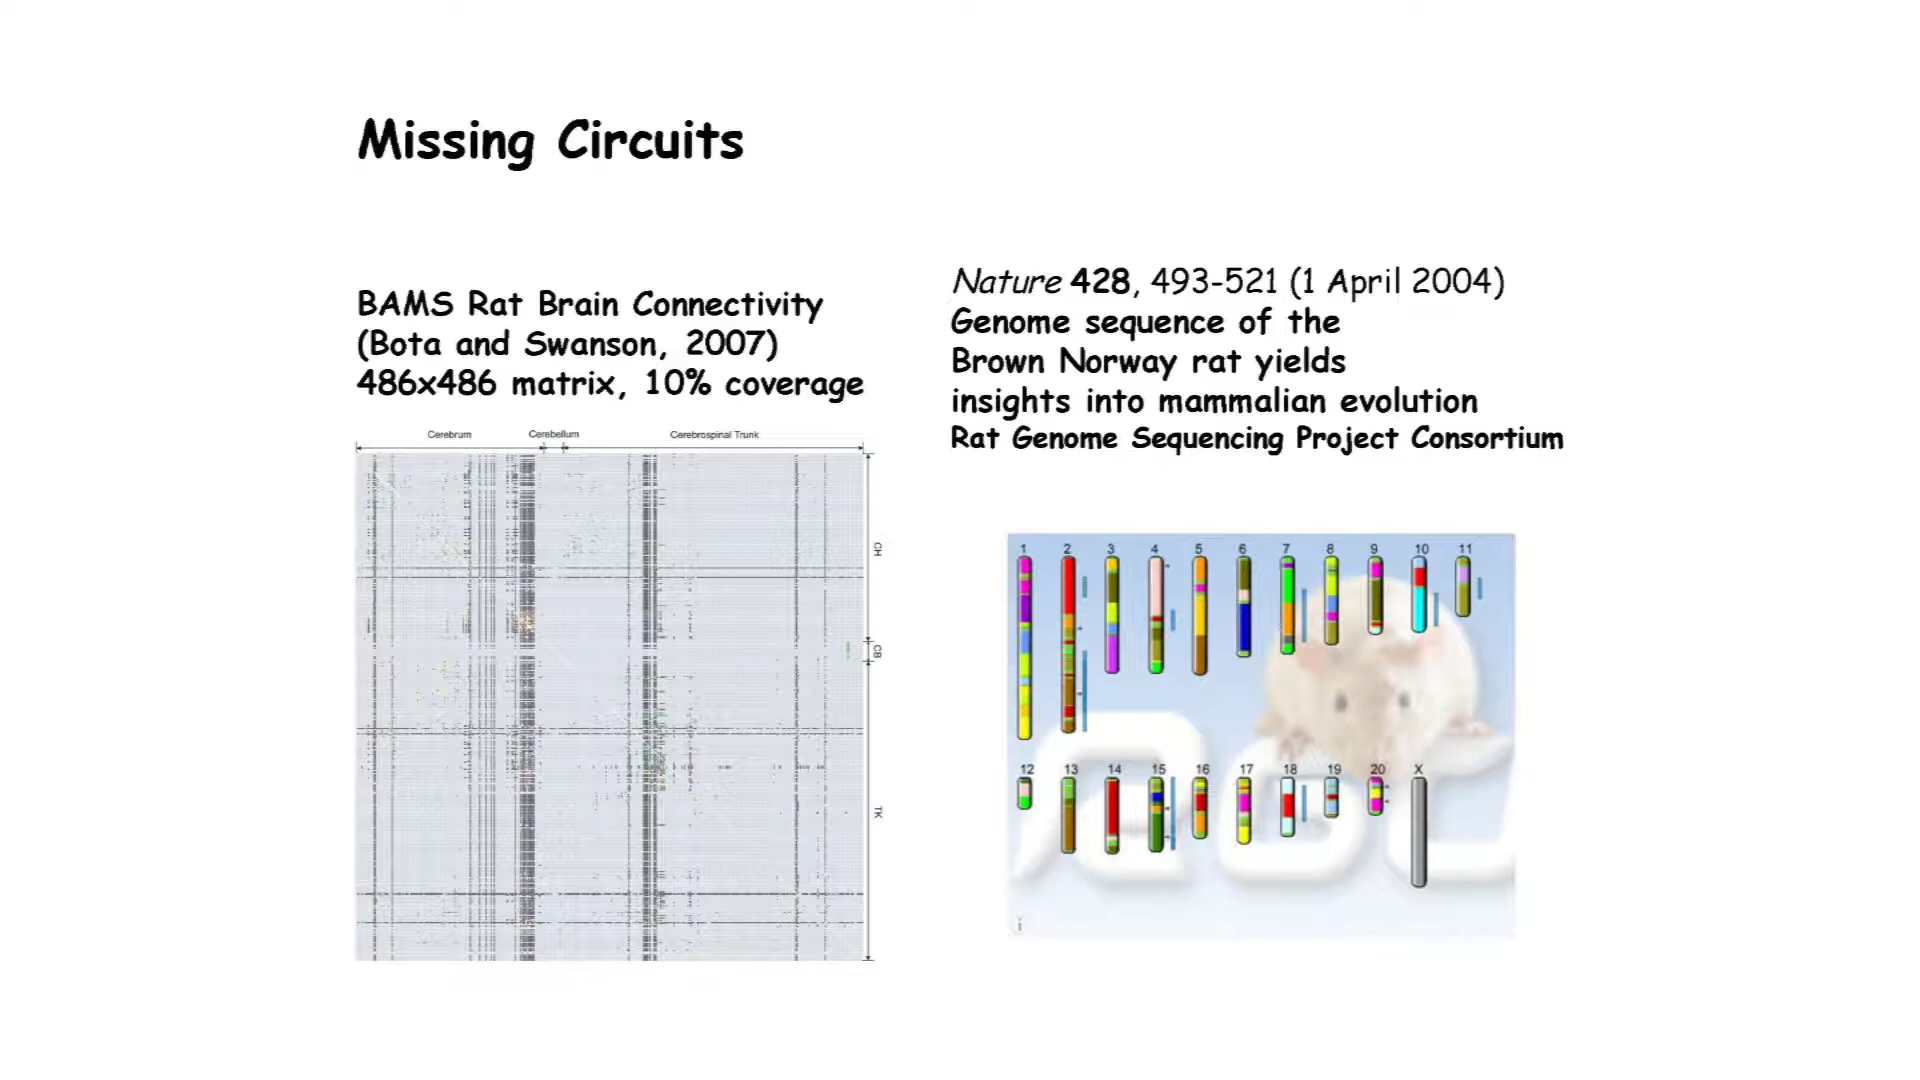 Missing Circuits
BAMS Rat Brain Connectivity
(Bota and Swanson, 2007)
486x486 matrix, 10% coverage
Cerebrum Cerebellum Cerebrospinal Trunk
CH
CB
TK
Nature 428, 493-521 (1 April 2004)
Genome sequence of the
Brown Norway rat yields
insights into mammalian evolution
Rat Genome Sequencing Project Consortium
1 2 3 4 5 6 7 8 9 10 11
12 13 14 15 16 17 18 19 20 X
i